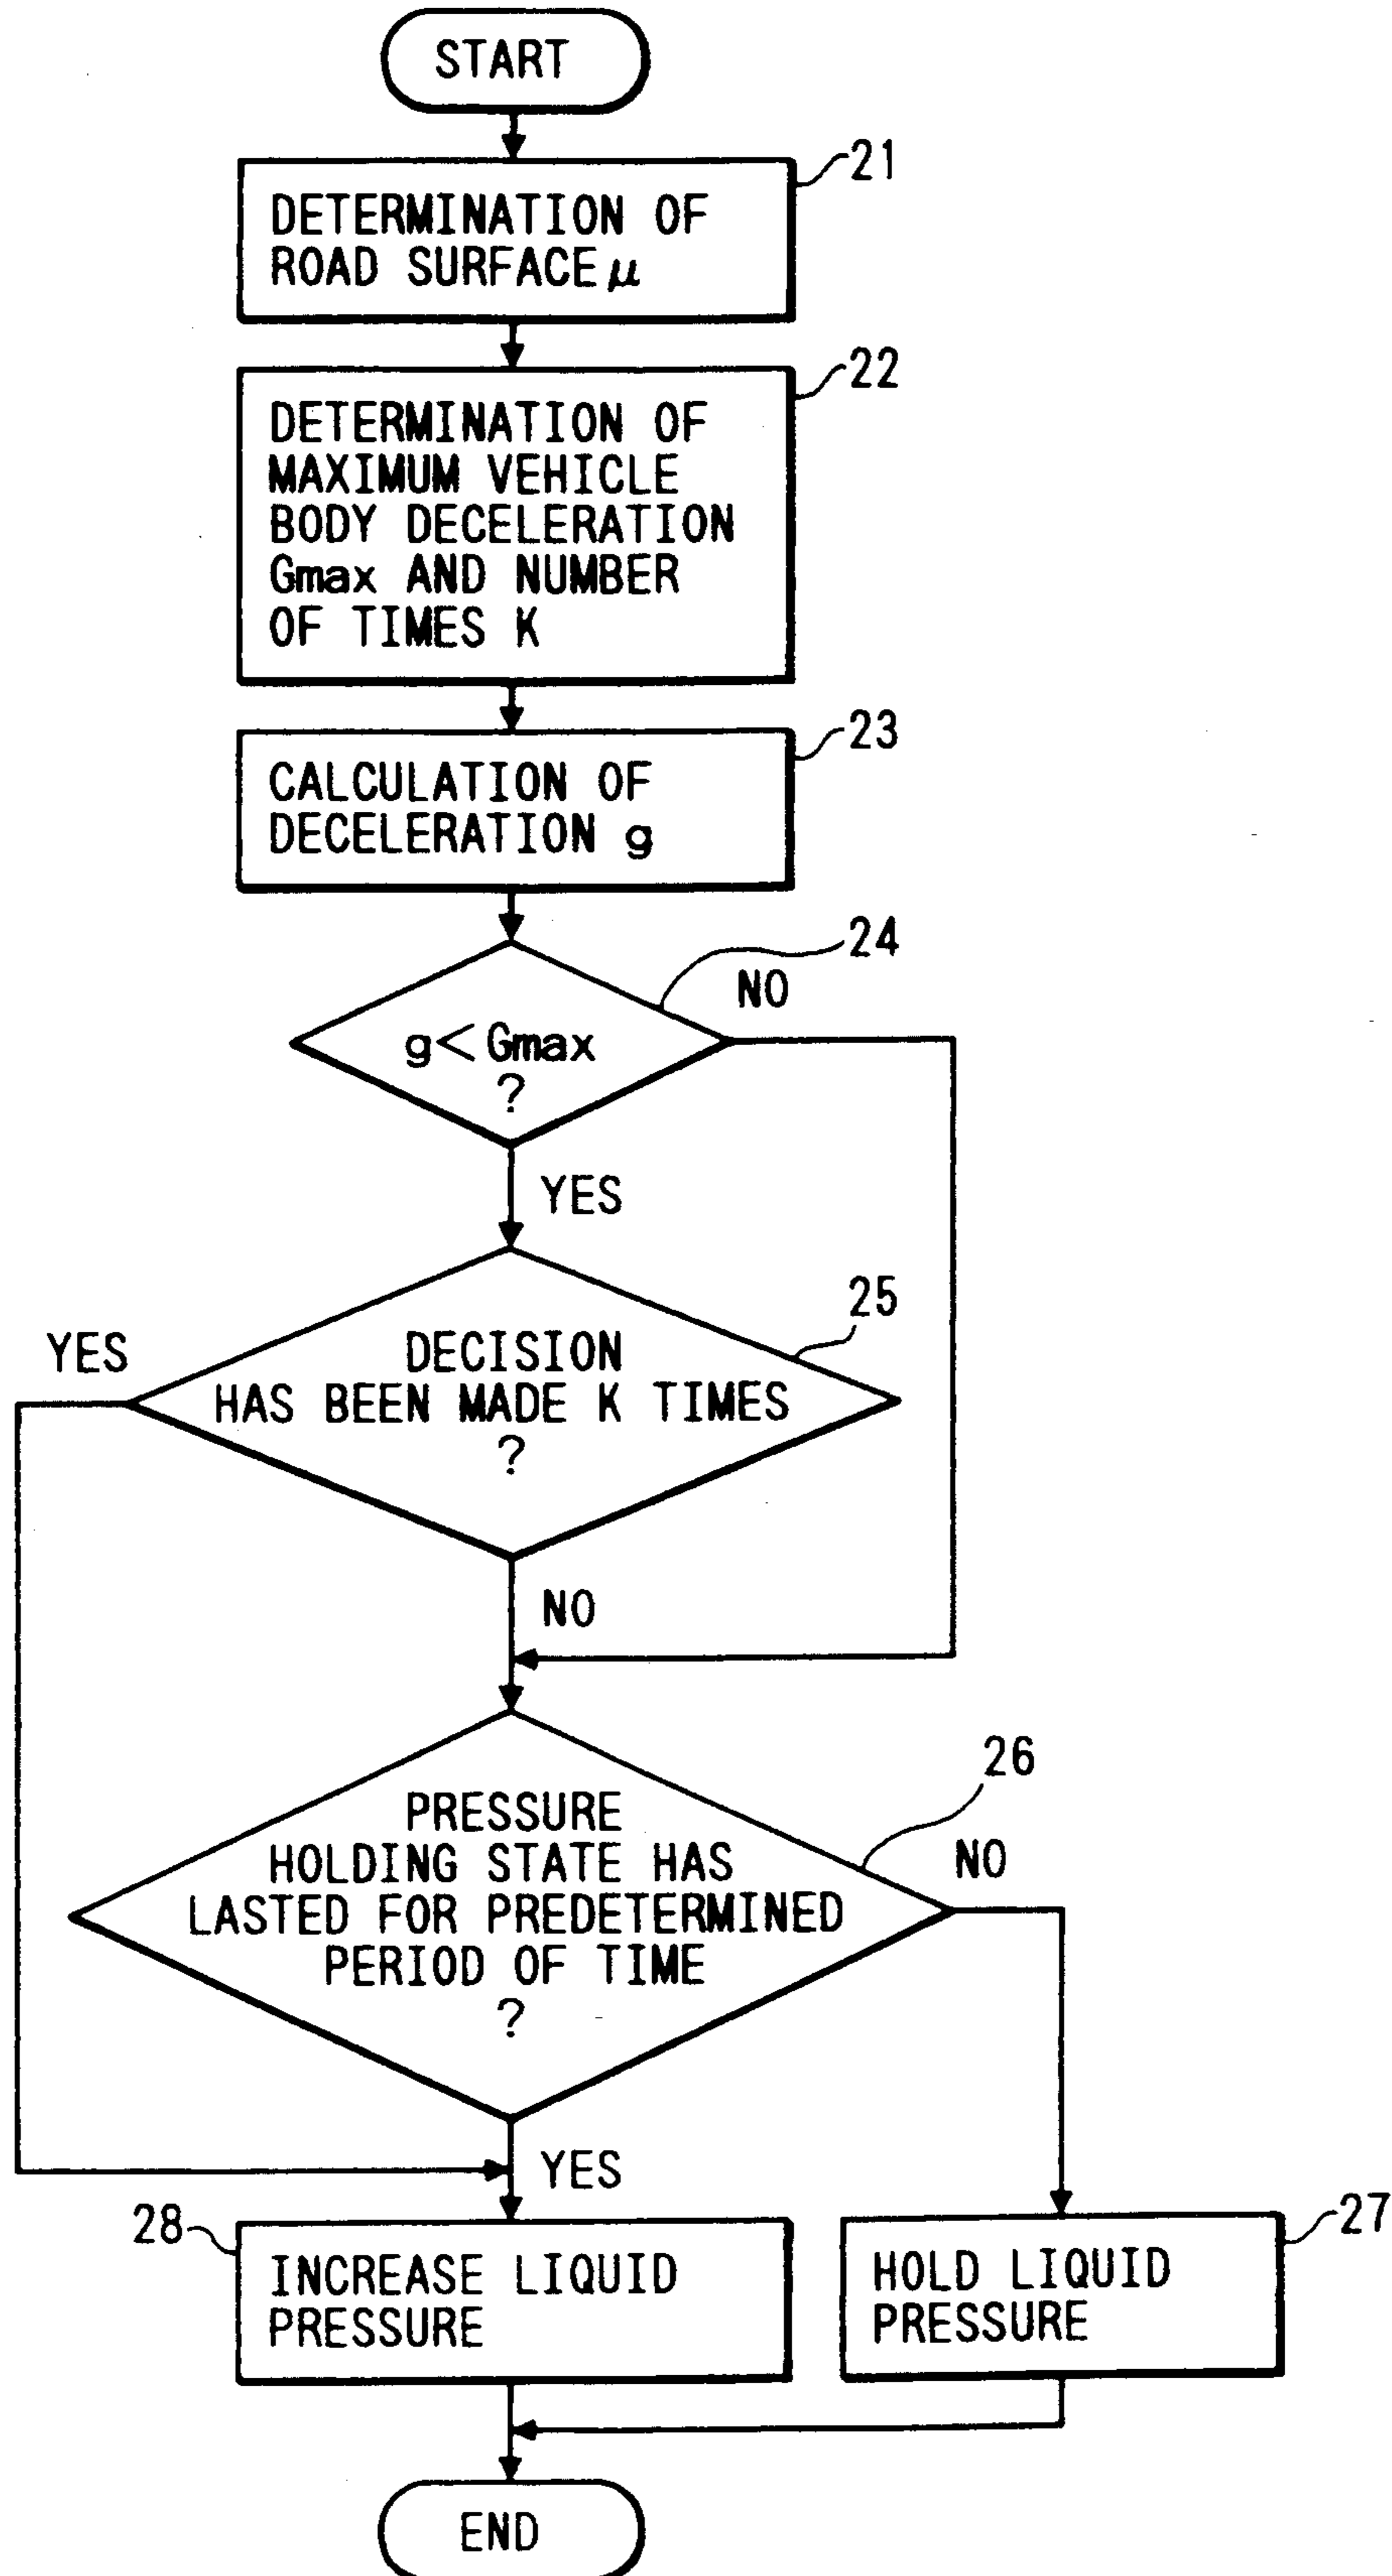 START
21
DETERMINATION OF
ROAD SURFACE μ
22
DETERMINATION OF
MAXIMUM VEHICLE
BODY DECELERATION
Gmax AND NUMBER
OF TIMES K
23
CALCULATION OF
DECELERATION g
24
NO
g<Gmax
?
YES
25
YES
DECISION
HAS BEEN MADE K TIMES
?
NO
26
NO
PRESSURE
HOLDING STATE HAS
LASTED FOR PREDETERMINED
PERIOD OF TIME
?
YES
28
INCREASE LIQUID
PRESSURE
27
HOLD LIQUID
PRESSURE
END